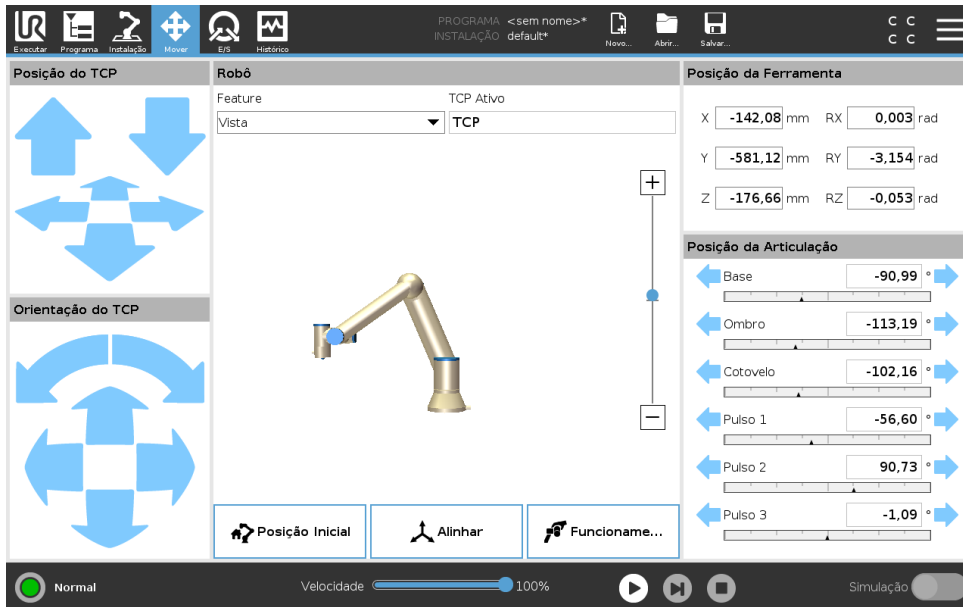 UR
PROGRAMA <sem nome>*
INSTALAÇÃO default*
Executar Programa Instalação Mover E/S Histórico Novo... Abrir... Salvar...
C C
C C
Posição do TCP
Orientação do TCP
Robô
Feature TCP Ativo
Vista TCP
+
−
Posição Inicial Alinhar Funcioname...
Posição da Ferramenta
X -142,08 mm RX 0,003 rad
Y -581,12 mm RY -3,154 rad
Z -176,66 mm RZ -0,053 rad
Posição da Articulação
Base -90,99 °
Ombro -113,19 °
Cotovelo -102,16 °
Pulso 1 -56,60 °
Pulso 2 90,73 °
Pulso 3 -1,09 °
Normal Velocidade 100% Simulação